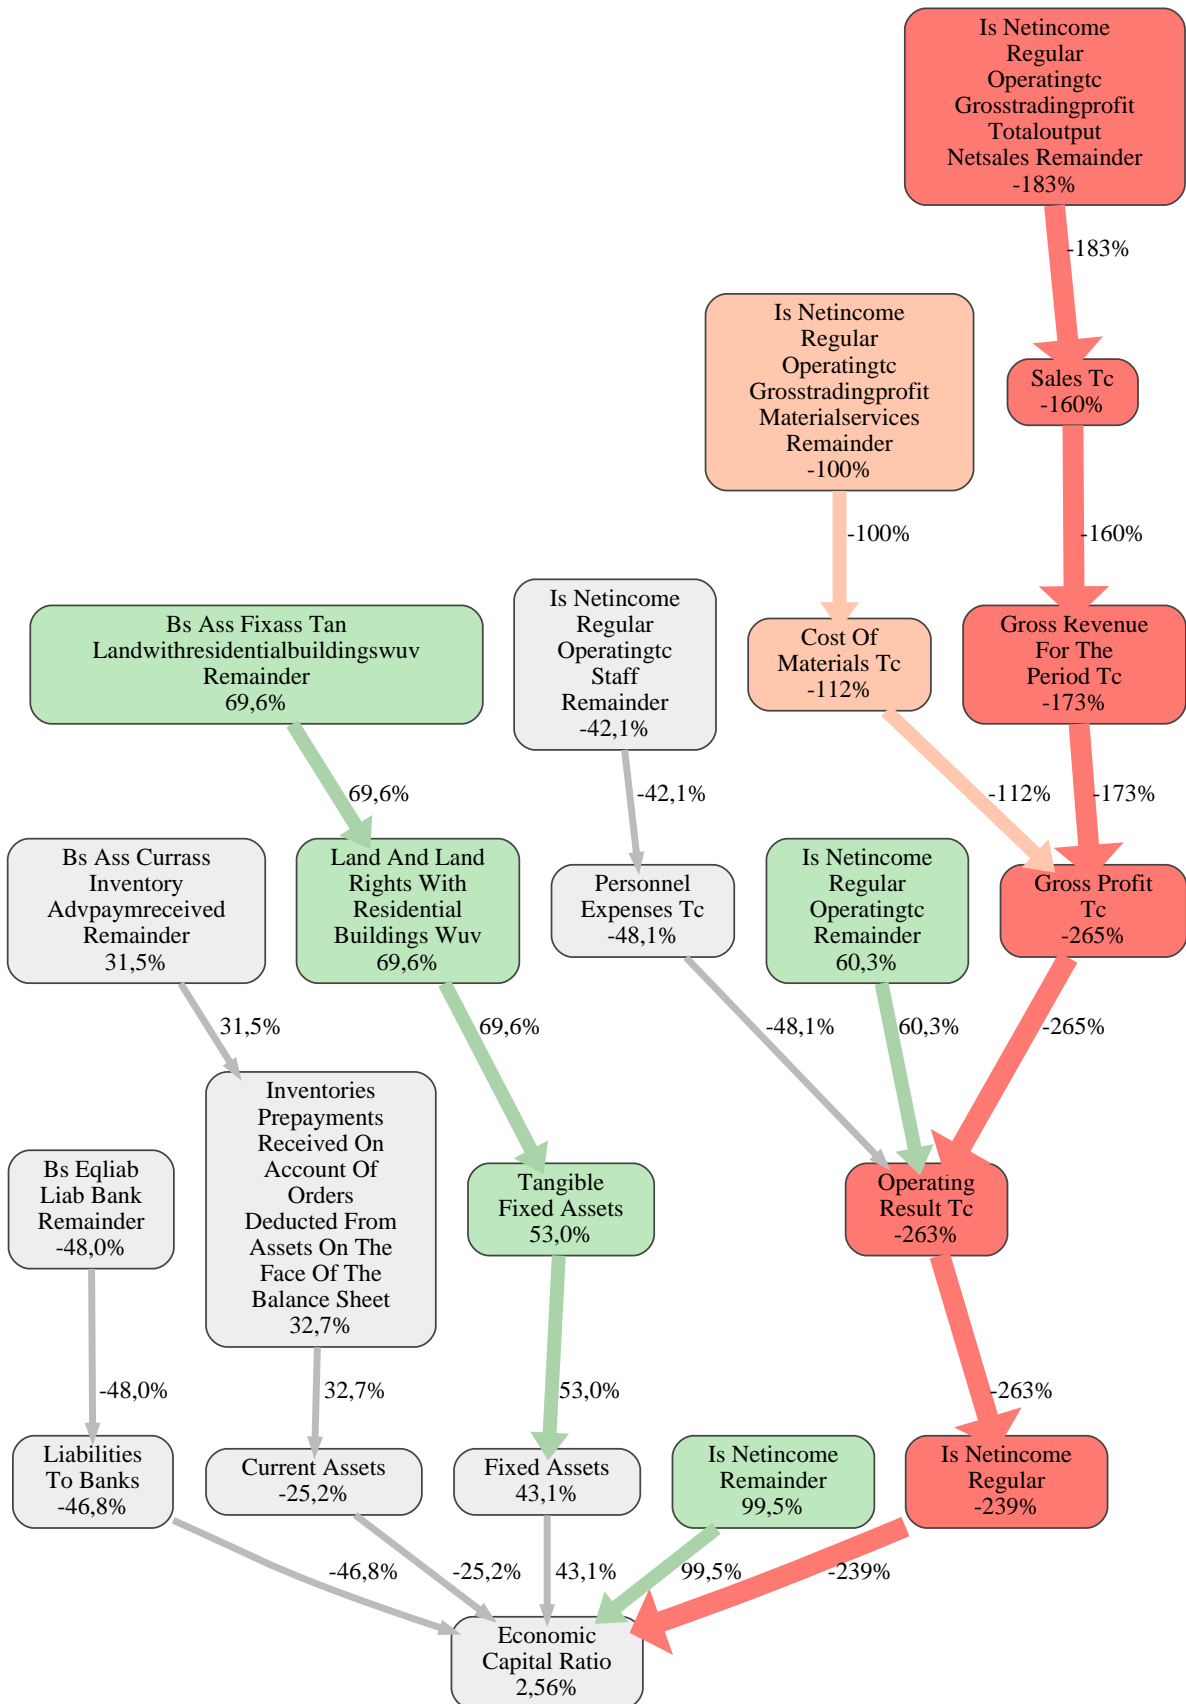 Is Netincome
Regular
Operatingtc
Grosstradingprofit
Totaloutput
Netsales Remainder
-183%
-183%
Is Netincome
Regular
Operatingtc
Grosstradingprofit
Materialservices
Remainder
-100%
Sales Tc
-160%
-100%
-160%
Bs Ass Fixass Tan
Landwithresidentialbuildingswuv
Remainder
69,6%
Is Netincome
Regular
Operatingtc
Staff
Remainder
-42,1%
Cost Of
Materials Tc
-112%
Gross Revenue
For The
Period Tc
-173%
69,6%
-42,1%
-112%
-173%
Bs Ass Currass
Inventory
Advpaymreceived
Remainder
31,5%
Land And Land
Rights With
Residential
Buildings Wuv
69,6%
Personnel
Expenses Tc
-48,1%
Is Netincome
Regular
Operatingtc
Remainder
60,3%
Gross Profit
Tc
-265%
31,5%
69,6%
-48,1%
60,3%
-265%
Bs Eqliab
Liab Bank
Remainder
-48,0%
Inventories
Prepayments
Received On
Account Of
Orders
Deducted From
Assets On The
Face Of The
Balance Sheet
32,7%
Tangible
Fixed Assets
53,0%
Operating
Result Tc
-263%
-48,0%
32,7%
53,0%
-263%
Liabilities
To Banks
-46,8%
Current Assets
-25,2%
Fixed Assets
43,1%
Is Netincome
Remainder
99,5%
Is Netincome
Regular
-239%
-46,8%
-25,2%
43,1%
99,5%
-239%
Economic
Capital Ratio
2,56%